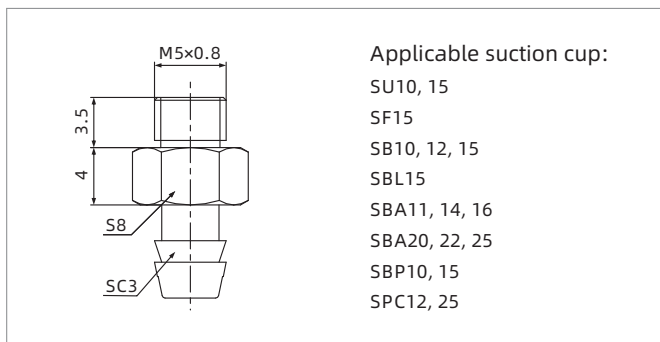 M5×0.8
3.5
4
S8
SC3
Applicable suction cup:
SU10, 15
SF15
SB10, 12, 15
SBL15
SBA11, 14, 16
SBA20, 22, 25
SBP10, 15
SPC12, 25